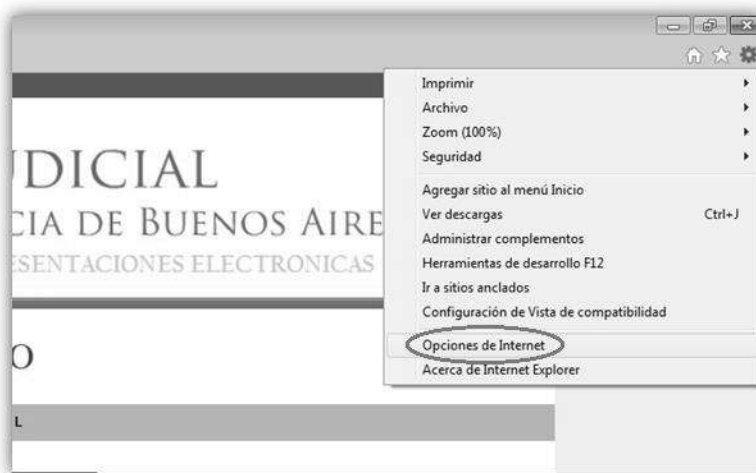 Imprimir
Archivo
Zoom (100%)
Seguridad
Agregar sitio al menú Inicio
Ver descargas Ctrl+J
Administrar complementos
Herramientas de desarrollo F12
Ir a sitios anclados
Configuración de Vista de compatibilidad
Opciones de Internet
Acerca de Internet Explorer
UDICIAL
CIA DE BUENOS AIRE
ESENTACIONES ELECTRONICAS
O
L